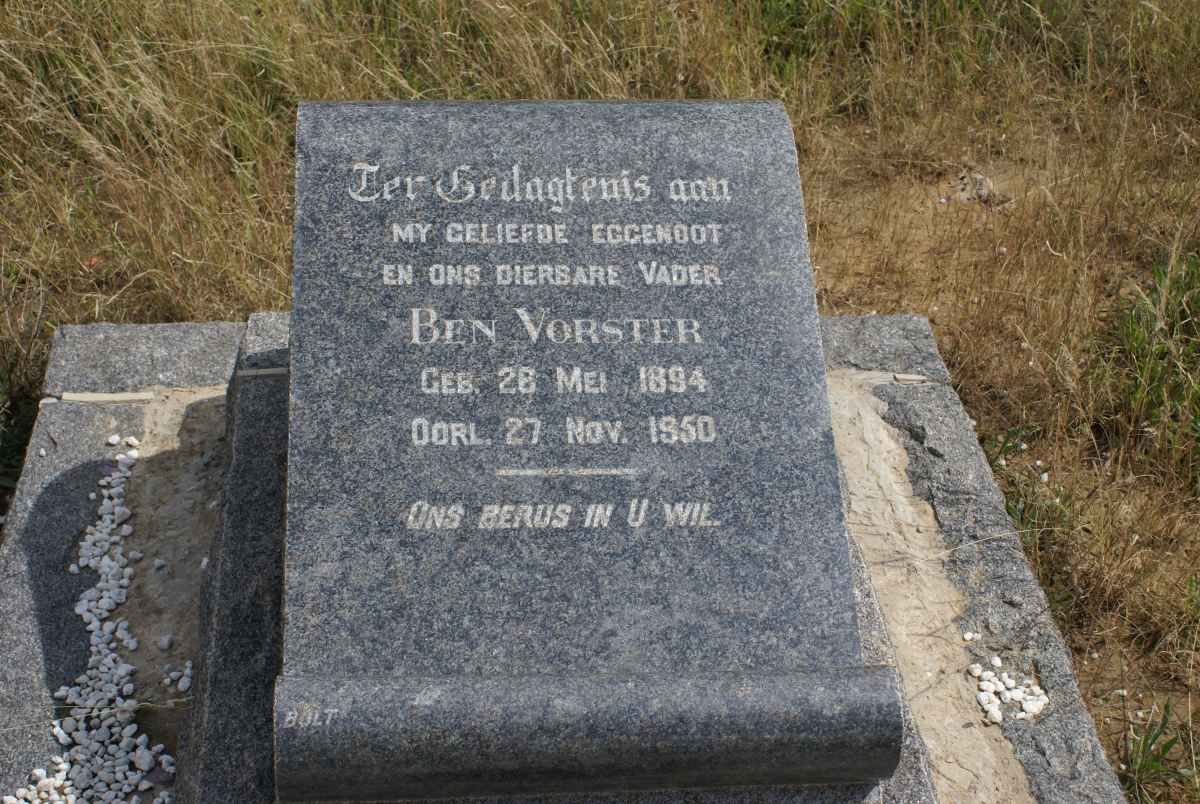 Ter Gedagtenis aan
MY GELIEFDE EGGENOOT
EN ONS DIERBARE VADER
BEN VORSTER
GEB. 26 MEI 1894
OORL. 27 NOV. 1950
ONS BERUS IN U WIL.
BOLT